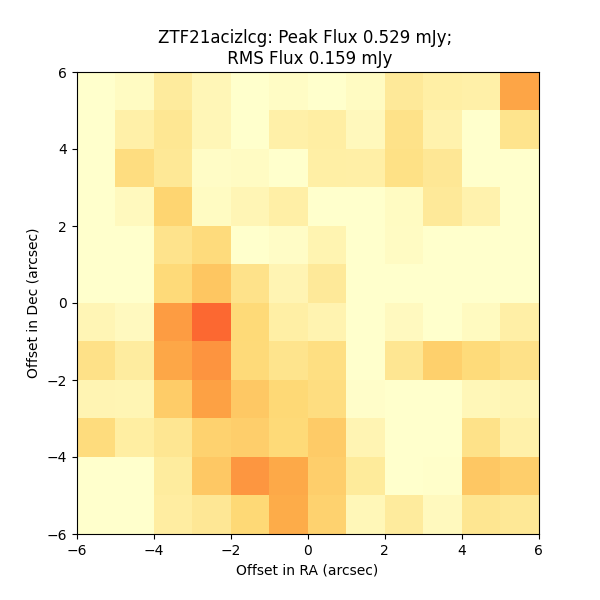 ZTF21acizlcg: Peak Flux 0.529 mJy;
RMS Flux 0.159 mJy
6
4
2
0
−2
−4
−6
Offset in Dec (arcsec)
−6 −4 −2 0 2 4 6
Offset in RA (arcsec)